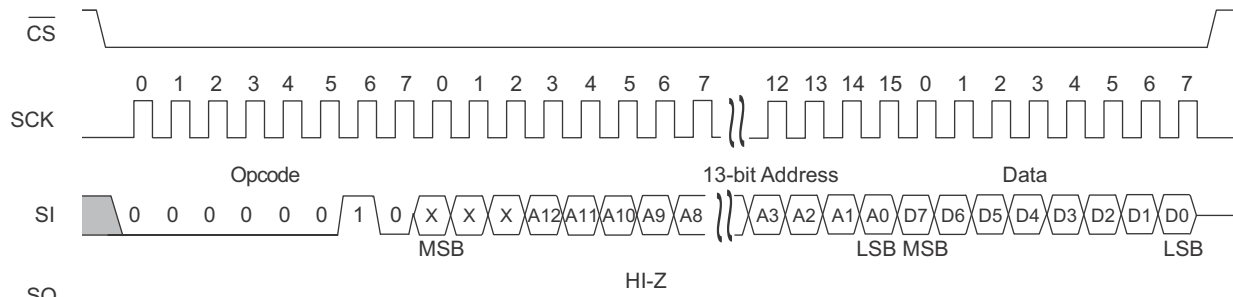 CS
0 1 2 3 4 5 6 7 0 1 2 3 4 5 6 7 12 13 14 15 0 1 2 3 4 5 6 7
SCK
Opcode 13-bit Address Data
SI 0 0 0 0 0 0 1 0 X X X A12 A11 A10 A9 A8 A3 A2 A1 A0 D7 D6 D5 D4 D3 D2 D1 D0
MSB LSB MSB LSB
HI-Z
SO